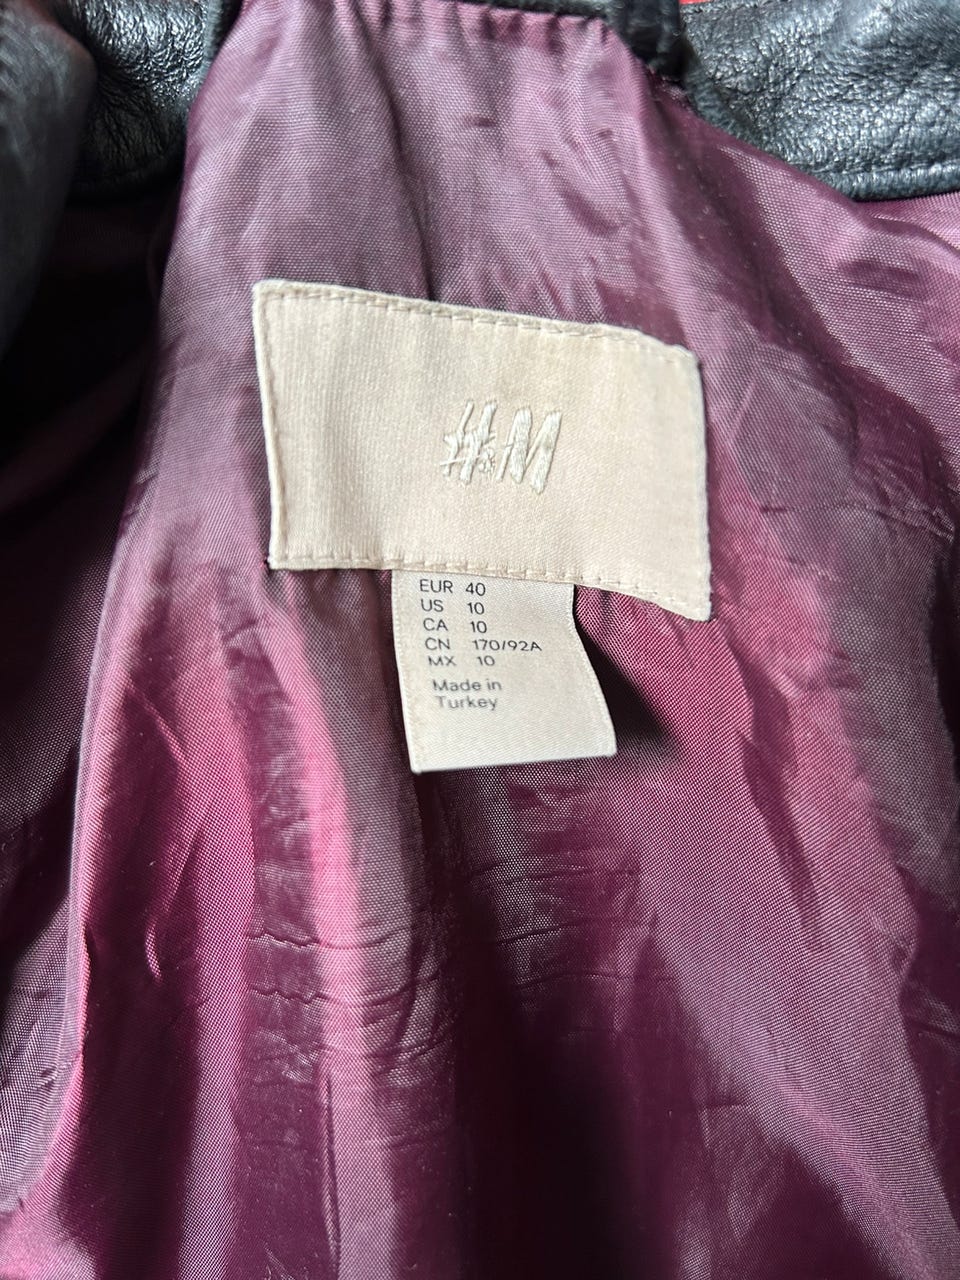 H&M
EUR 40
US 10
CA 10
CN 170/92A
MX 10
Made in
Turkey